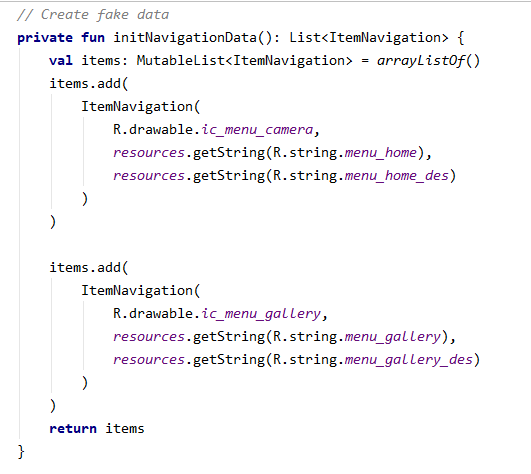 // Create fake data
private fun initNavigationData(): List<ItemNavigation> {
    val items: MutableList<ItemNavigation> = arrayListOf()
    items.add(
        ItemNavigation(
            R.drawable.ic_menu_camera,
            resources.getString(R.string.menu_home),
            resources.getString(R.string.menu_home_des)
        )
    )

    items.add(
        ItemNavigation(
            R.drawable.ic_menu_gallery,
            resources.getString(R.string.menu_gallery),
            resources.getString(R.string.menu_gallery_des)
        )
    )
    return items
}